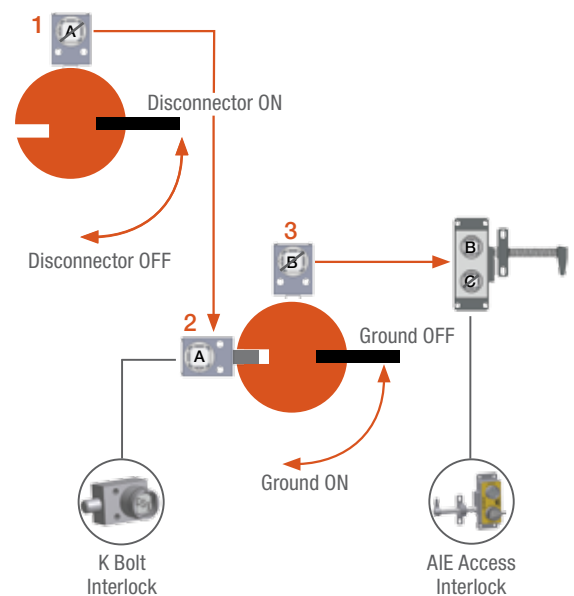 1
A
Disconnector ON
Disconnector OFF
3
B
B
C
2
A
Ground OFF
Ground ON
K Bolt
Interlock
AIE Access
Interlock